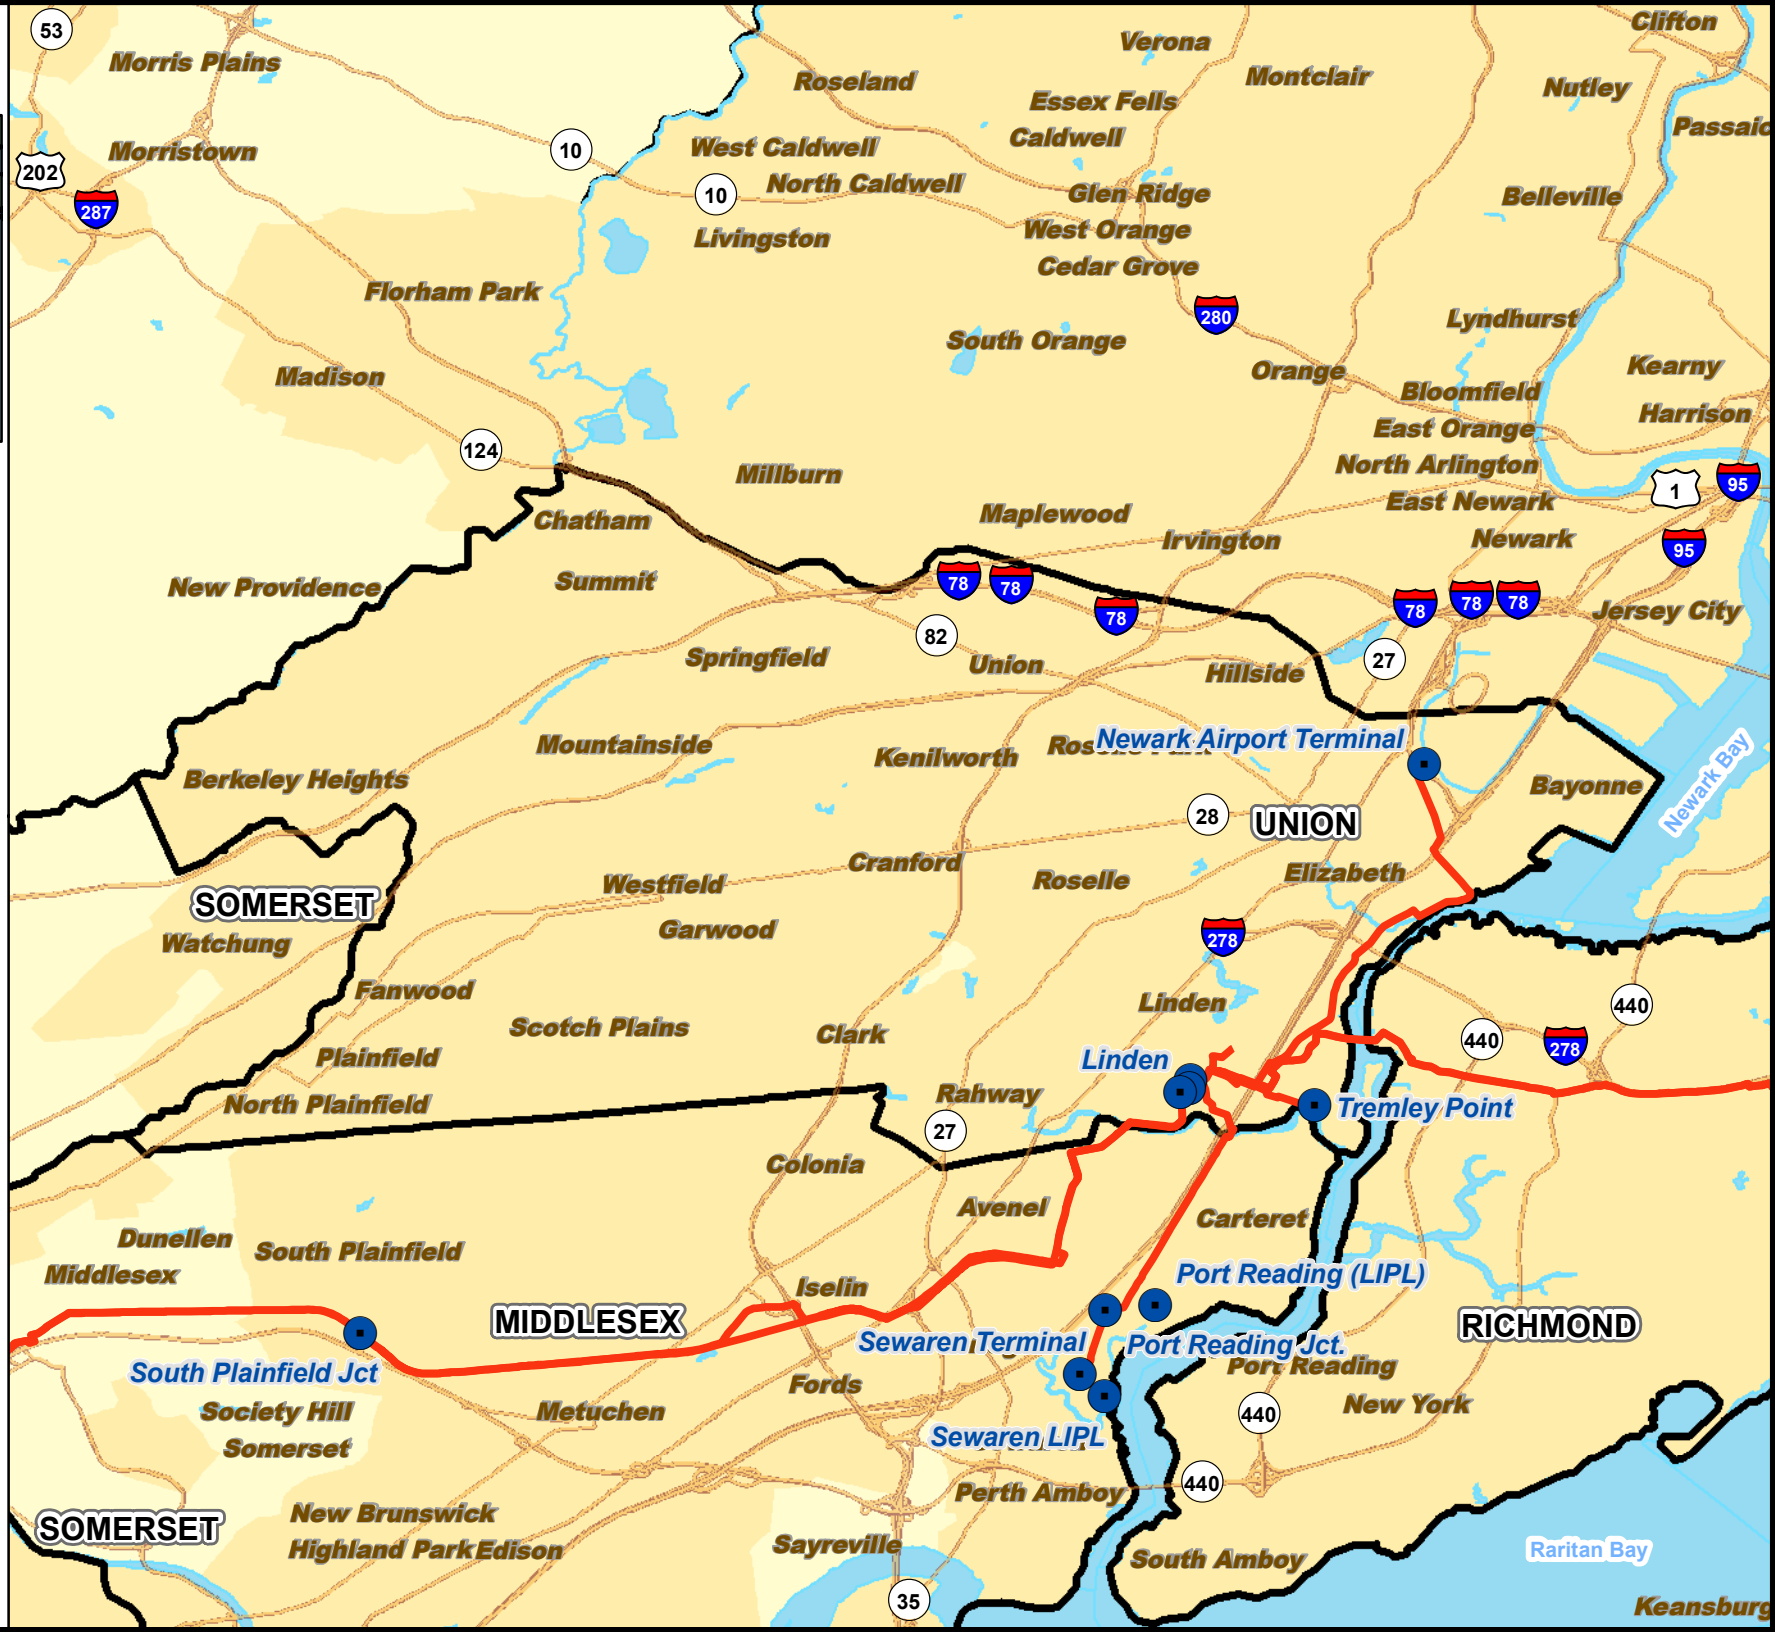 53
Clifton
Verona
Morris Plains
Roseland
Montclair
Nutley
Essex Fells
Caldwell
Passaic
West Caldwell
10
Morristown
202
North Caldwell
10
Glen Ridge
Belleville
287
West Orange
Livingston
Cedar Grove
Florham Park
280
Lyndhurst
South Orange
Kearny
Orange
Madison
Bloomfield
Harrison
East Orange
124
North Arlington
Millburn
1
95
East Newark
Maplewood
Chatham
Irvington
Newark
95
Summit
New Providence
78
78
78
78
78
78
Jersey City
82
Springfield
Union
27
Hillside
Mountainside
Newark Airport Terminal
Kenilworth
Newark Bay
Berkeley Heights
Bayonne
28
UNION
Cranford
Elizabeth
Westfield
Roselle
SOMERSET
Watchung
Garwood
278
Fanwood
Linden
440
Scotch Plains
Clark
440
278
Plainfield
Linden
Rahway
North Plainfield
Tremley Point
27
Colonia
Avenel
Carteret
Dunellen
South Plainfield
Middlesex
Port Reading (LIPL)
Iselin
MIDDLESEX
RICHMOND
Sewaren Terminal
Port Reading Jct.
Port Reading
South Plainfield Jct
Fords
New York
Society Hill
Metuchen
440
Somerset
Sewaren LIPL
440
Perth Amboy
New Brunswick
SOMERSET
Sayreville
Highland Park
Edison
South Amboy
Raritan Bay
35
Keansburg